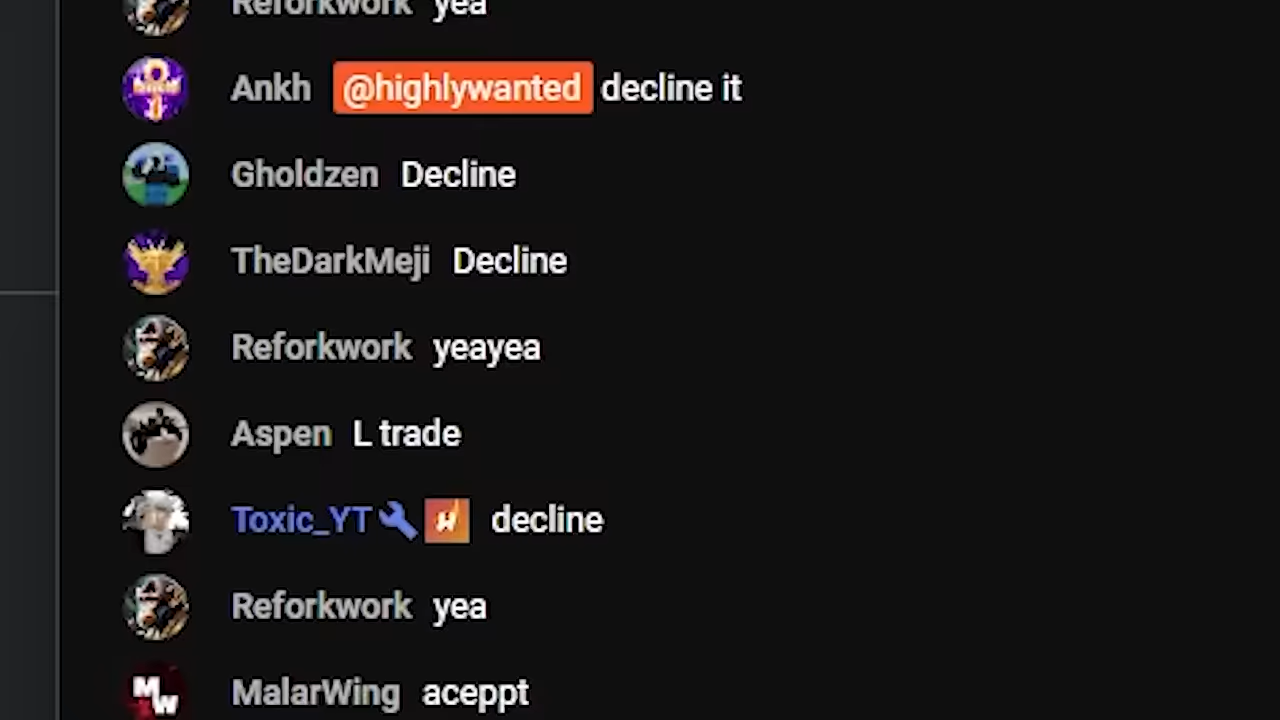 Reforkwork yea
Ankh @highlywanted decline it
Gholdzen Decline
TheDarkMeji Decline
Reforkwork yeayea
Aspen L trade
Toxic_YT decline
Reforkwork yea
MW MalarWing aceppt